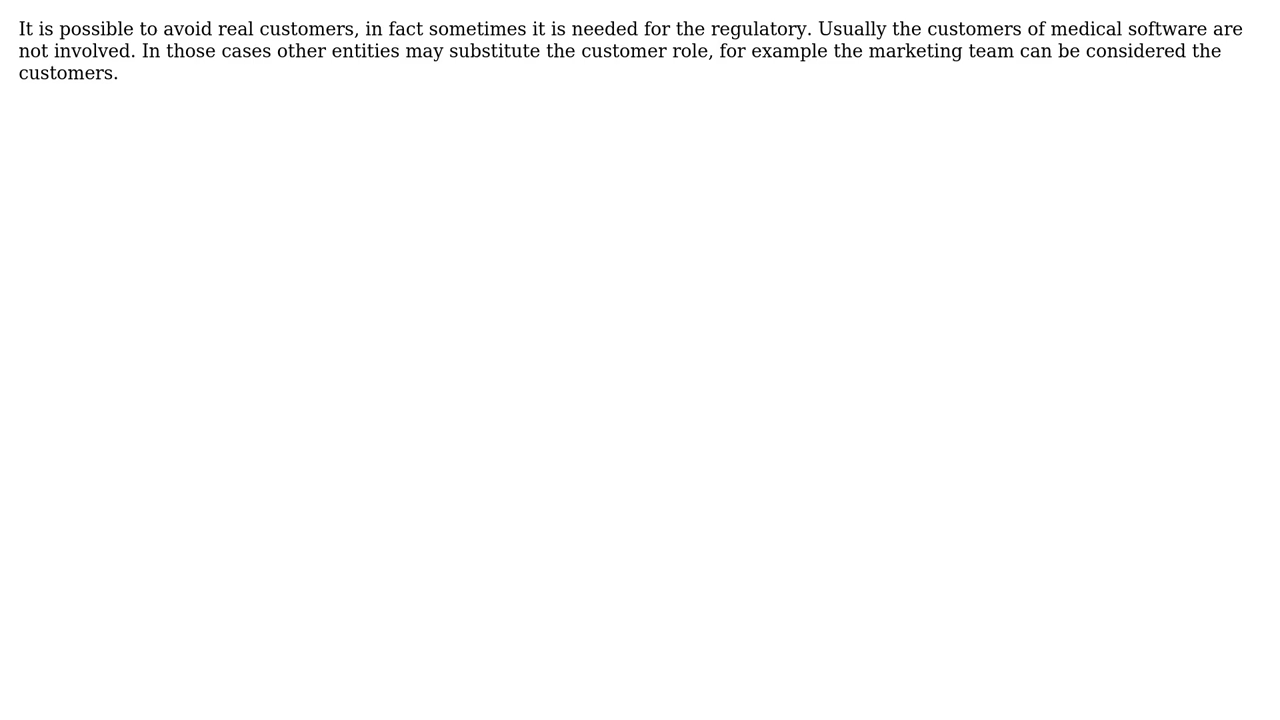 It is possible to avoid real customers, in fact sometimes it is needed for the regulatory. Usually the customers of medical software are
not involved. In those cases other entities may substitute the customer role, for example the marketing team can be considered the
customers.